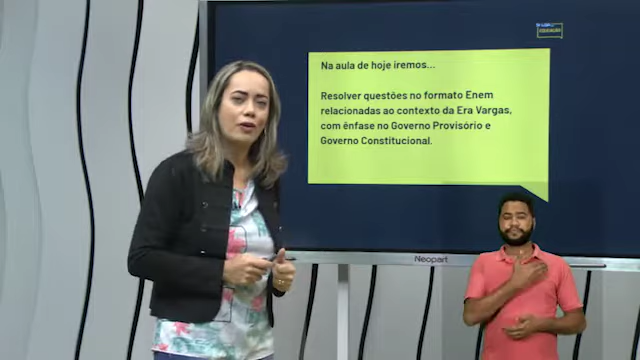 EDUCAÇÃO
Na aula de hoje iremos...
Resolver questões no formato Enem
relacionadas ao contexto da Era Vargas,
com ênfase no Governo Provisório e
Governo Constitucional.
Neopart